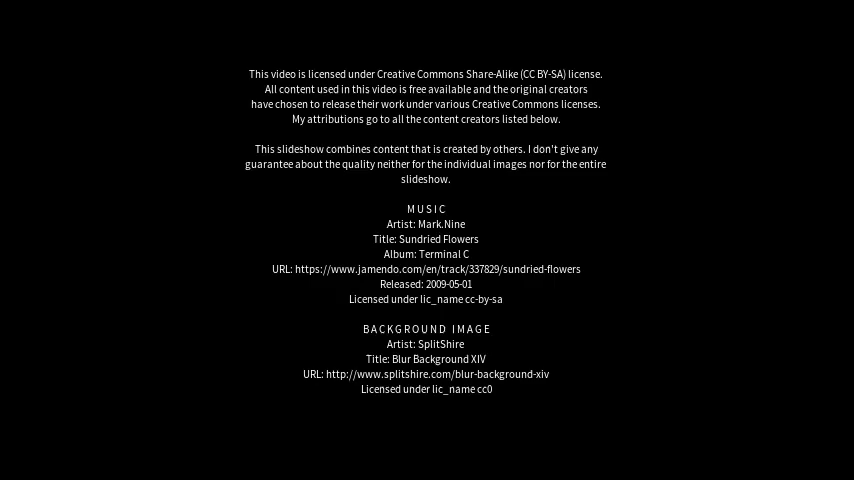 This video is licensed under Creative Commons Share-Alike (CC BY-SA) license.
All content used in this video is free available and the original creators
have chosen to release their work under various Creative Commons licenses.
My attributions go to all the content creators listed below.
This slideshow combines content that is created by others. I don't give any
guarantee about the quality neither for the individual images nor for the entire
slideshow.
MUSIC
Artist: Mark.Nine
Title: Sundried Flowers
Album: Terminal C
URL: https://www.jamendo.com/en/track/337829/sundried-flowers
Released: 2009-05-01
Licensed under lic_name cc-by-sa
BACKGROUND IMAGE
Artist: SplitShire
Title: Blur Background XIV
URL: http://www.splitshire.com/blur-background-xiv
Licensed under lic_name cc0